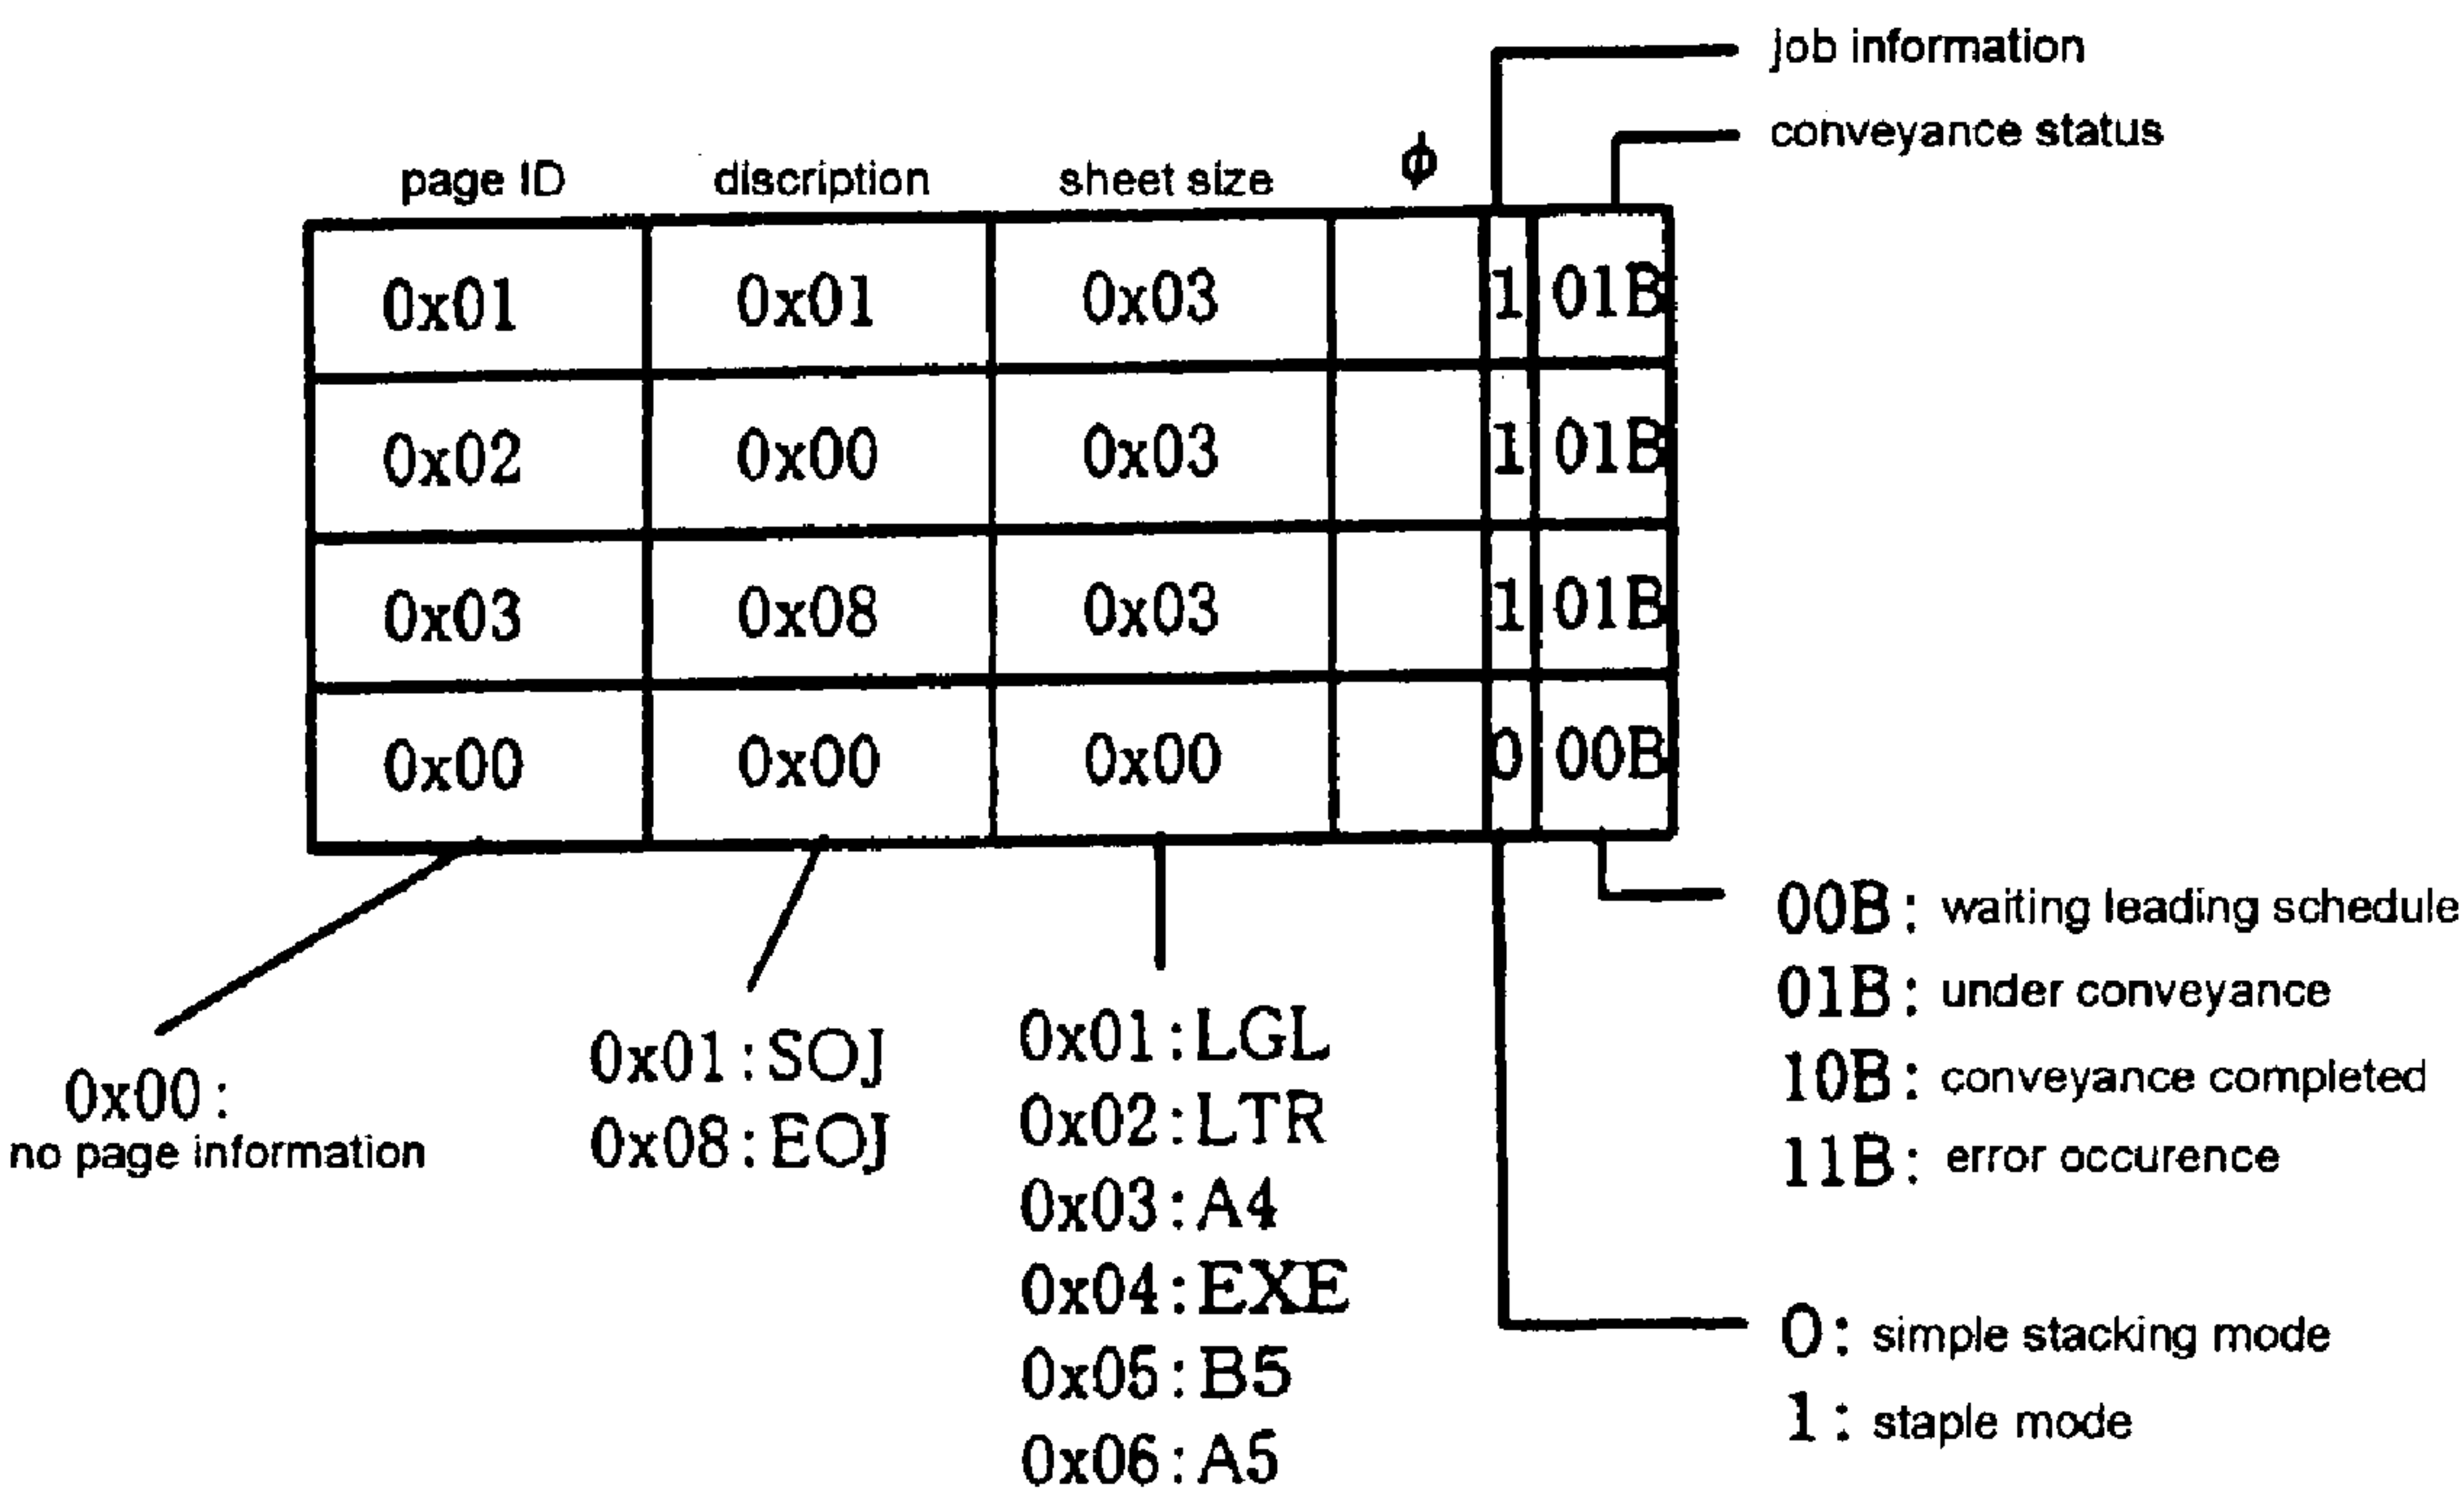 job information
conveyance status
page ID discription sheet size ϕ
0x01 0x01 0x03 1 01B
0x02 0x00 0x03 1 01B
0x03 0x08 0x03 1 01B
0x00 0x00 0x00 0 00B
0x00:
no page information
0x01:SOJ
0x08:EOJ
0x01:LGL
0x02:LTR
0x03:A4
0x04:EXE
0x05:B5
0x06:A5
00B: waiting leading schedule
01B: under conveyance
10B: conveyance completed
11B: error occurence
0: simple stacking mode
1: staple mode